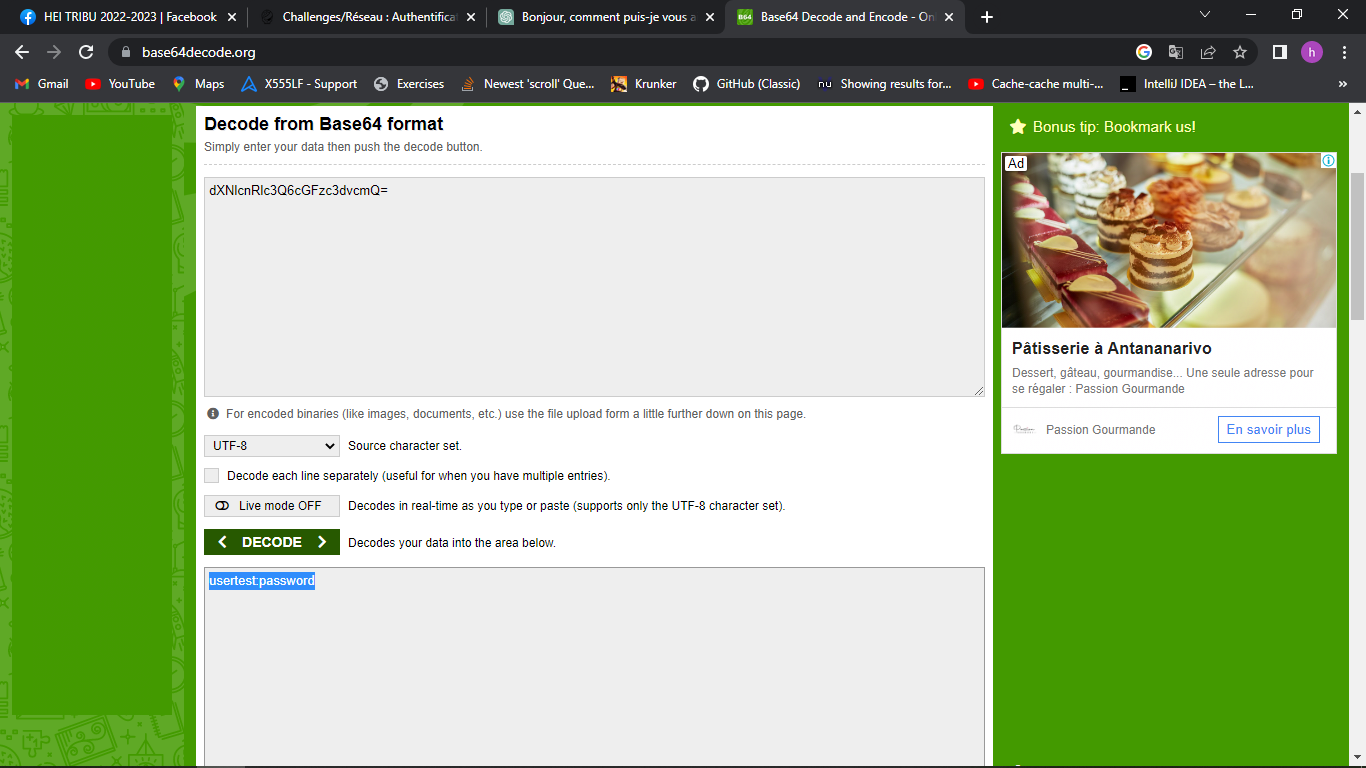 HEI TRIBU 2022-2023 | Facebook
Challenges/Réseau : Authentifica
Bonjour, comment puis-je vous a
B64
Base64 Decode and Encode - On
base64decode.org
h
Gmail
YouTube
Maps
X555LF - Support
Exercises
Newest 'scroll' Que...
Krunker
GitHub (Classic)
nu
Showing results for...
Cache-cache multi-...
IntelliJ IDEA – the L...
»
Decode from Base64 format
Simply enter your data then push the decode button.
dXNlcnRlc3Q6cGFzc3dvcmQ=
For encoded binaries (like images, documents, etc.) use the file upload form a little further down on this page.
UTF-8
Source character set.
Decode each line separately (useful for when you have multiple entries).
Live mode OFF
Decodes in real-time as you type or paste (supports only the UTF-8 character set).
DECODE
Decodes your data into the area below.
usertest:password
Bonus tip: Bookmark us!
Ad
Pâtisserie à Antananarivo
Dessert, gâteau, gourmandise... Une seule adresse pour
se régaler : Passion Gourmande
Passion Gourmande
En savoir plus